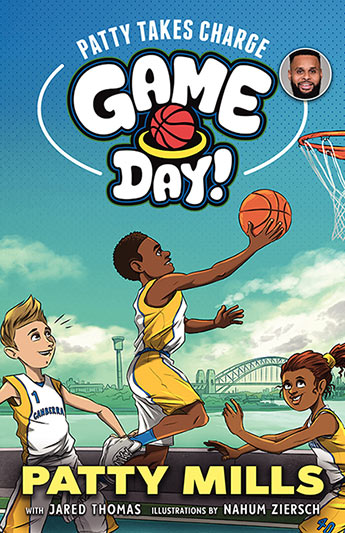 PATTY TAKES CHARGE
GAME
DAY!
1
CANBERRA
PATTY MILLS
WITH JARED THOMAS ILLUSTRATIONS BY NAHUM ZIERSCH